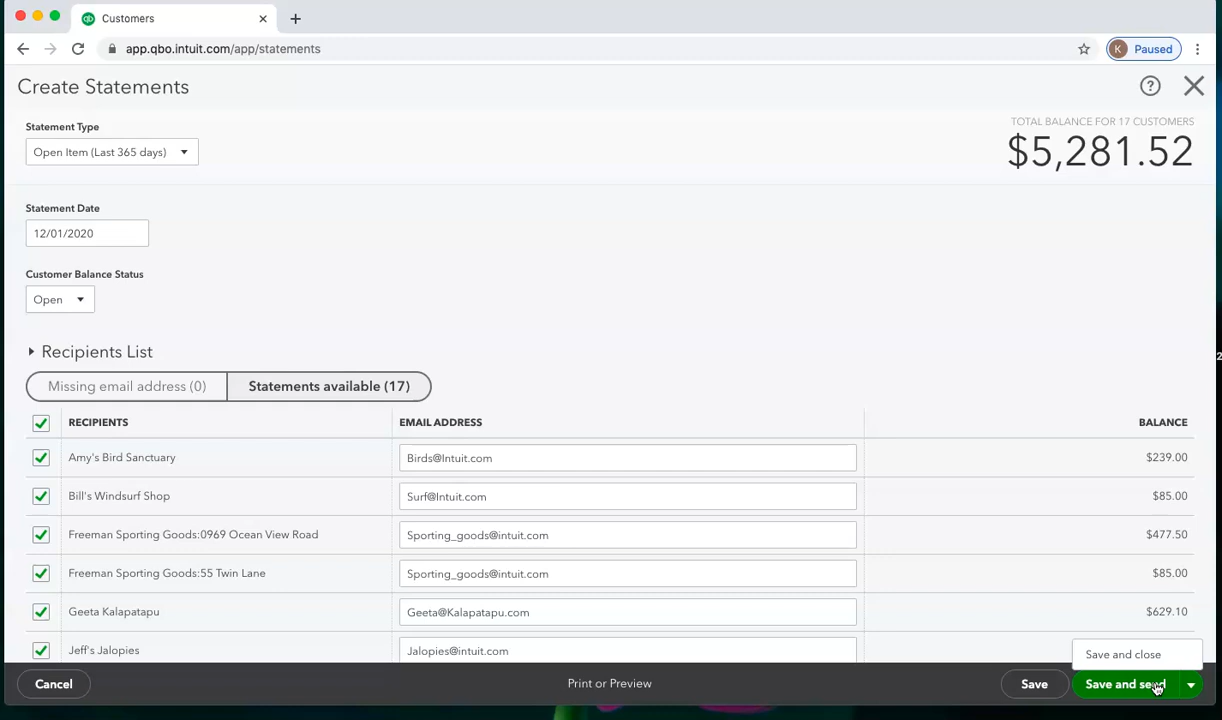 Customers
app.qbo.intuit.com/app/statements
K Paused
Create Statements
Statement Type
TOTAL BALANCE FOR 17 CUSTOMERS
Open Item (Last 365 days)
$5,281.52
Statement Date
12/01/2020
Customer Balance Status
Open
Recipients List
Missing email address (0)
Statements available (17)
RECIPIENTS EMAIL ADDRESS BALANCE
Amy's Bird Sanctuary Birds@Intuit.com $239.00
Bill's Windsurf Shop Surf@Intuit.com $85.00
Freeman Sporting Goods:0969 Ocean View Road Sporting_goods@intuit.com $477.50
Freeman Sporting Goods:55 Twin Lane Sporting_goods@intuit.com $85.00
Geeta Kalapatapu Geeta@Kalapatapu.com $629.10
Jeff's Jalopies Jalopies@intuit.com
Save and close
Cancel Print or Preview Save Save and send